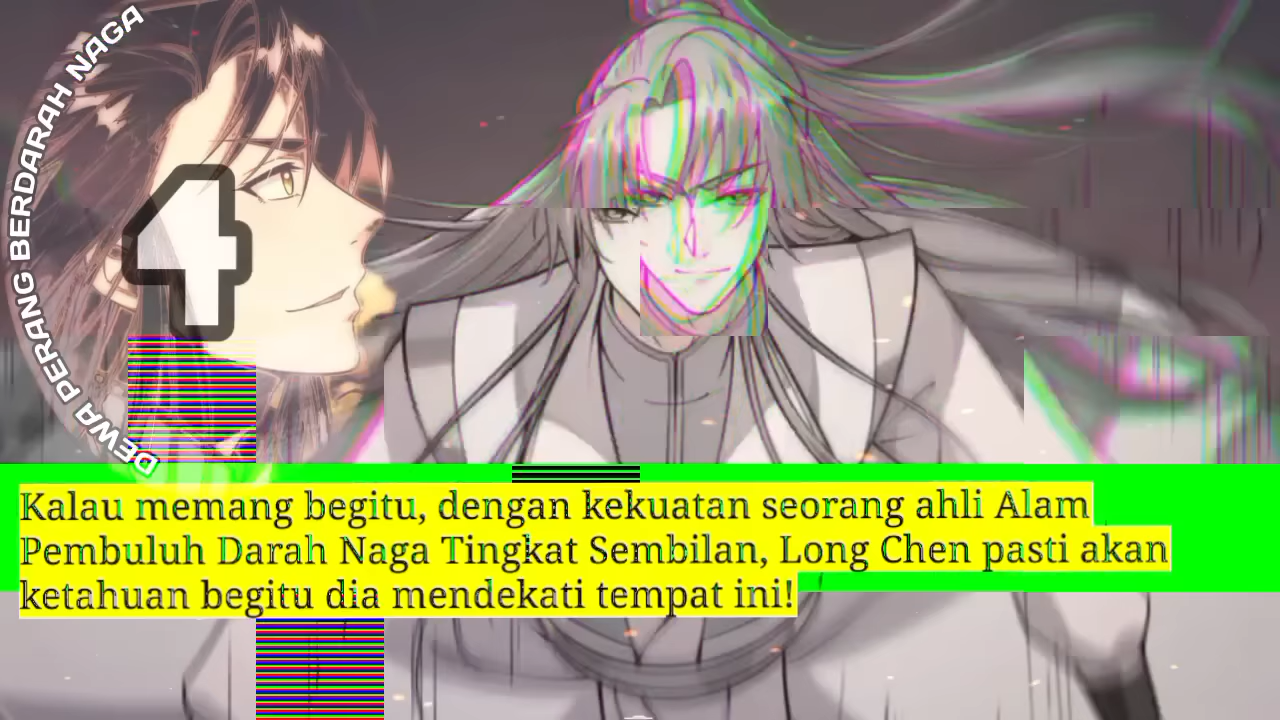 DEWA PERANG BERDARAH NAGA
4
Kalau memang begitu, dengan kekuatan seorang ahli Alam
Pembuluh Darah Naga Tingkat Sembilan, Long Chen pasti akan
ketahuan begitu dia mendekati tempat ini!